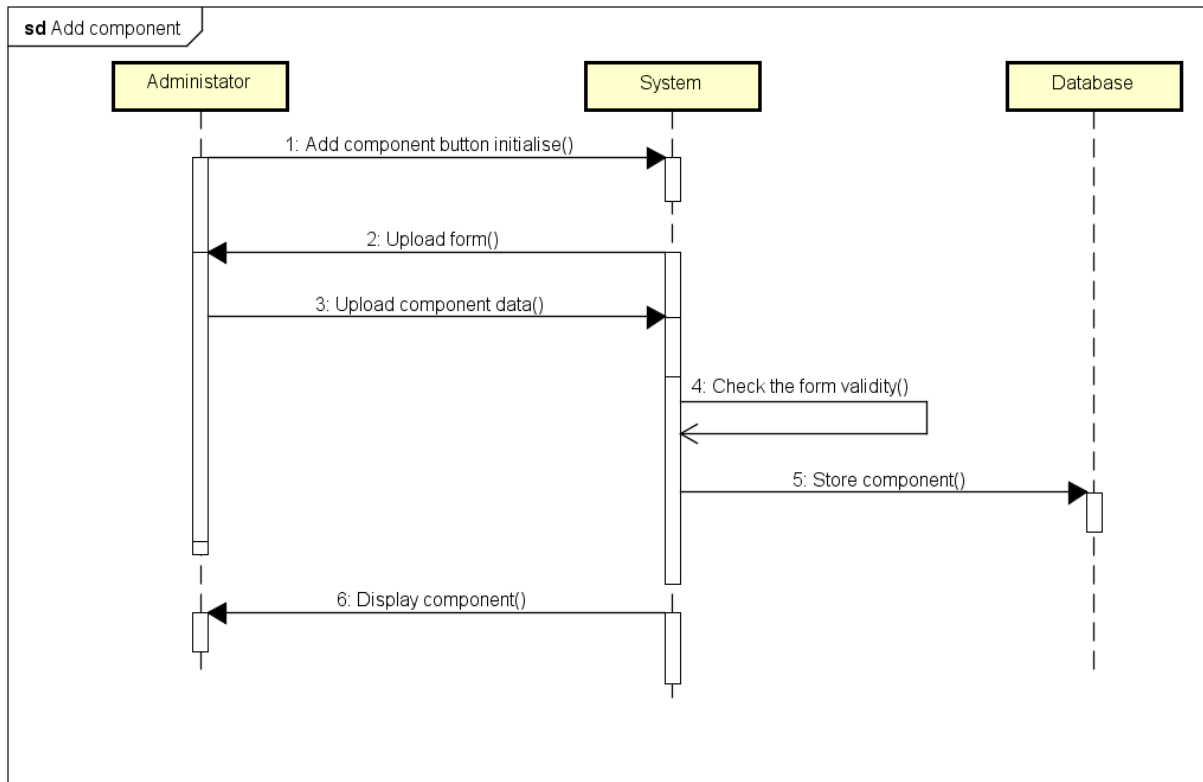 sd Add component
Administator
System
Database
1: Add component button initialise()
2: Upload form()
3: Upload component data()
4: Check the form validity()
5: Store component()
6: Display component()